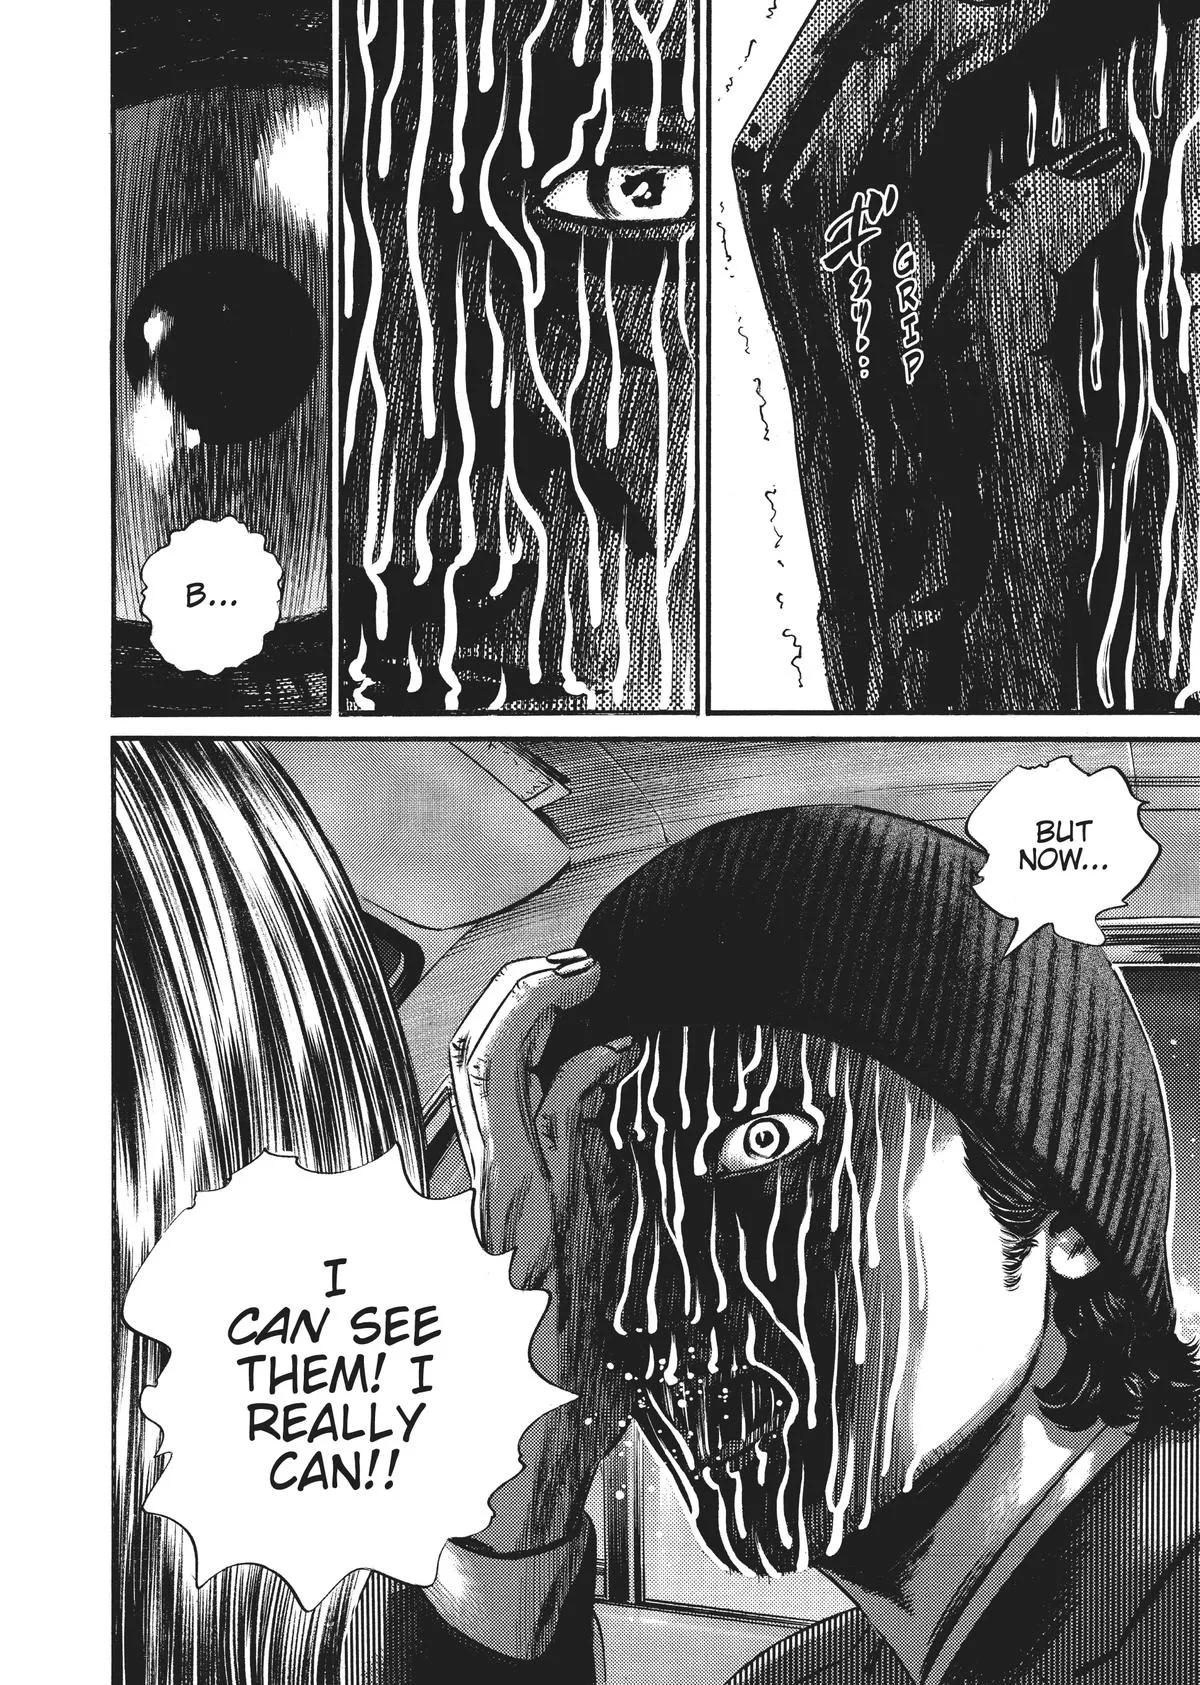 ギュッ…
GRIP
B...
BUT
NOW...
I
CAN SEE
THEM! I
REALLY
CAN!!